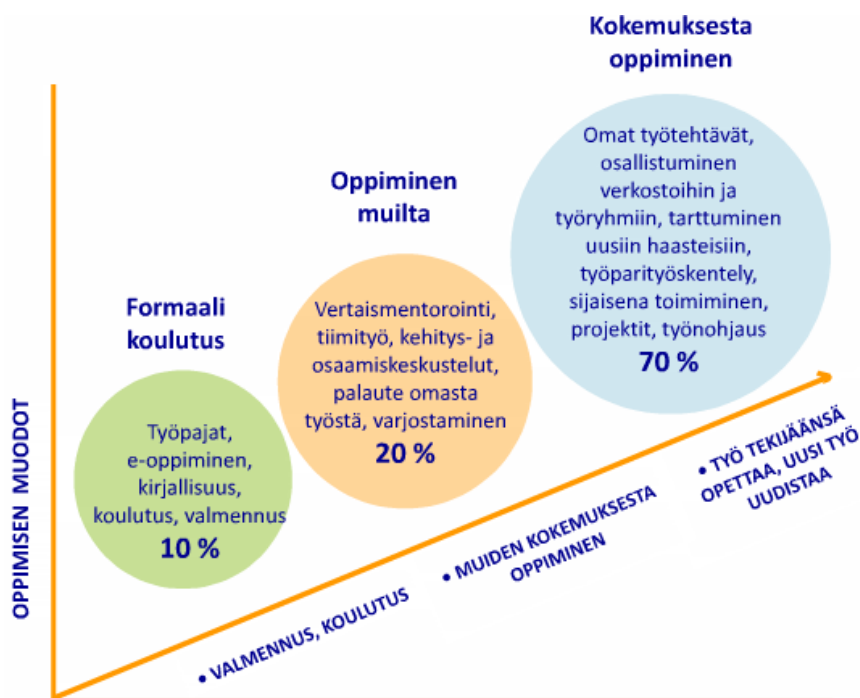 Kokemuksesta
oppiminen
Omat työtehtävät,
osallistuminen
verkostoihin ja
työryhmiin, tarttuminen
uusiin haasteisiin,
työparityöskentely,
sijaisena toimiminen,
projektit, työnohjaus
70 %
Oppiminen
muilta
Vertaismentorointi,
tiimityö, kehitys- ja
osaamiskeskustelut,
palaute omasta
työstä, varjostaminen
20 %
Formaali
koulutus
Työpajat,
e-oppiminen,
kirjallisuus,
koulutus, valmennus
10 %
OPPIMISEN MUODOT
• VALMENNUS, KOULUTUS
• MUIDEN KOKEMUKSESTA
OPPIMINEN
• TYÖ TEKIJÄÄNSÄ
OPETTAA, UUSI TYÖ
UUDISTAA